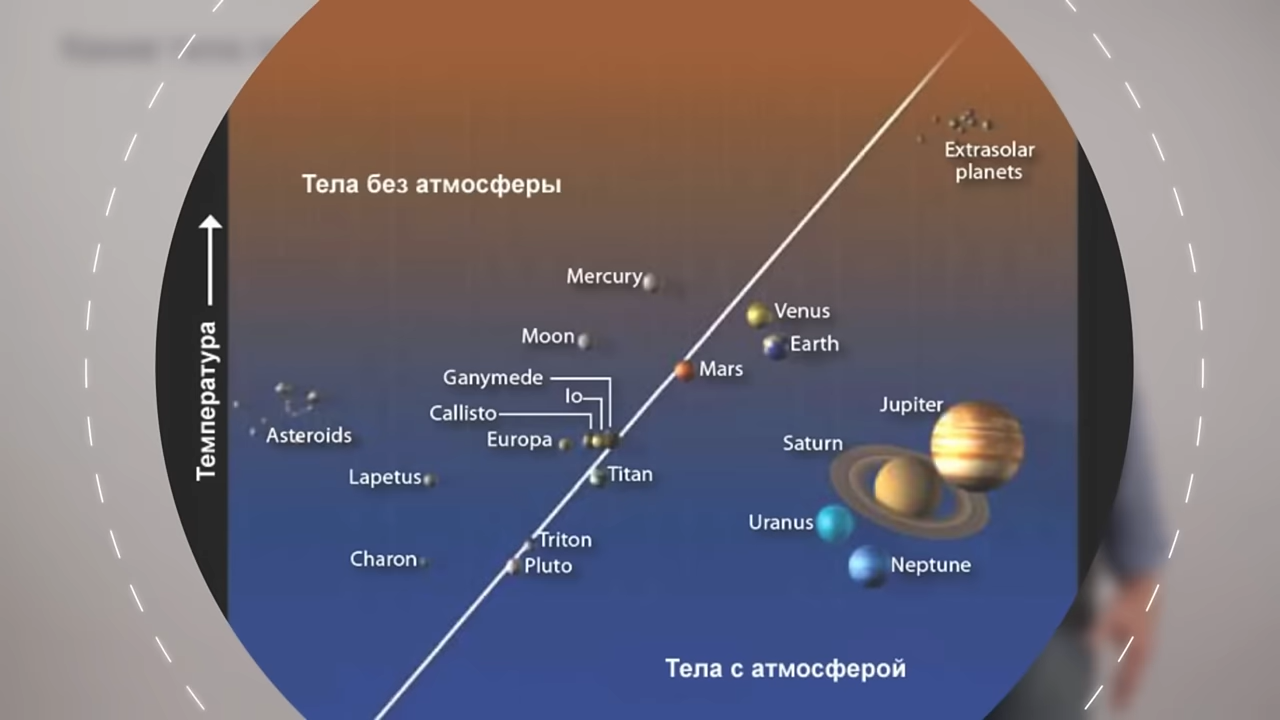 Тела без атмосферы
Extrasolar
planets
Mercury
Venus
Moon
Earth
Mars
Ganymede
Io
Callisto
Europa
Asteroids
Titan
Lapetus
Jupiter
Saturn
Uranus
Neptune
Triton
Charon
Pluto
Температура
Тела с атмосферой